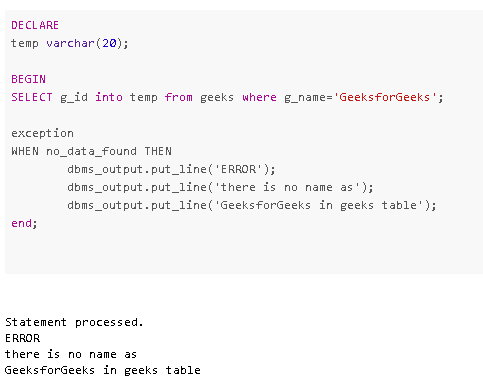 DECLARE
temp varchar(20);
BEGIN
SELECT g_id into temp from geeks where g_name='GeeksforGeeks';
exception
WHEN no_data_found THEN
dbms_output.put_line('ERROR');
dbms_output.put_line('there is no name as');
dbms_output.put_line('GeeksforGeeks in geeks table');
end;
Statement processed.
ERROR
there is no name as
GeeksforGeeks in geeks table